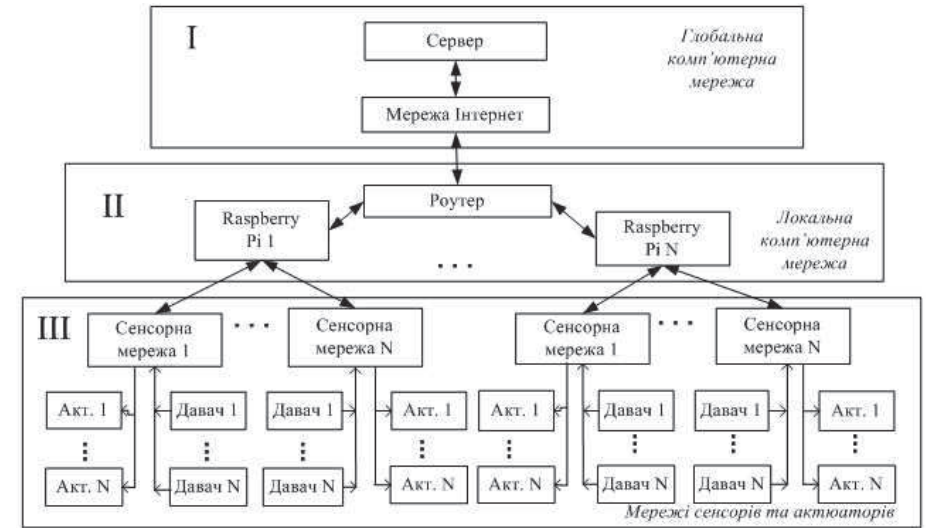 I
Сервер
Глобальна
комп’ютерна
мережа
Мережа Інтернет
II
Роутер
Raspberry
Pi 1
Raspberry
Pi N
Локальна
комп’ютерна
мережа
. . .
III
Сенсорна
мережа 1
. . .
Сенсорна
мережа N
Сенсорна
мережа 1
. . .
Сенсорна
мережа N
Акт. 1
Давач 1
Давач 1
Акт. 1
Акт. 1
Давач 1
Давач 1
Акт. 1
Акт. N
Давач N
Давач N
Акт. N
Акт. N
Давач N
Давач N
Акт. N
Мережі сенсорів та актюаторів